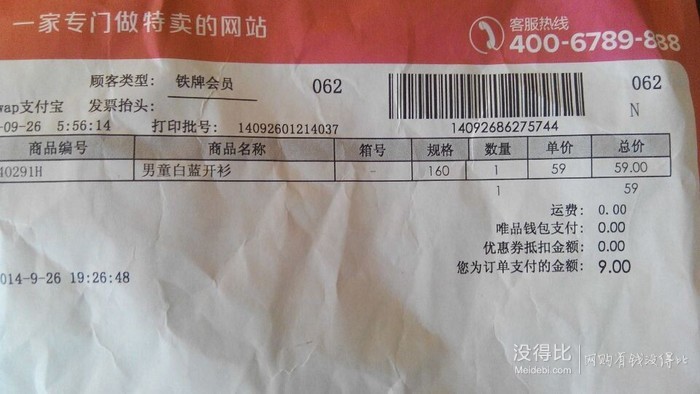 一家专门做特卖的网站
客服热线
400-6789-888
顾客类型: 铁牌会员 062 062
wap支付宝 发票抬头: N
-09-26 5:56:14 打印批号: 14092601214037 14092686275744
商品编号 商品名称 箱号 规格 数量 单价 总价
40291H 男童白蓝开衫 - 160 1 59 59.00
1 59
运费: 0.00
唯品钱包支付: 0.00
优惠券抵扣金额: 0.00
您为订单支付的金额: 9.00
014-9-26 19:26:48
没得比 网购省钱没得比
Meidebi.com